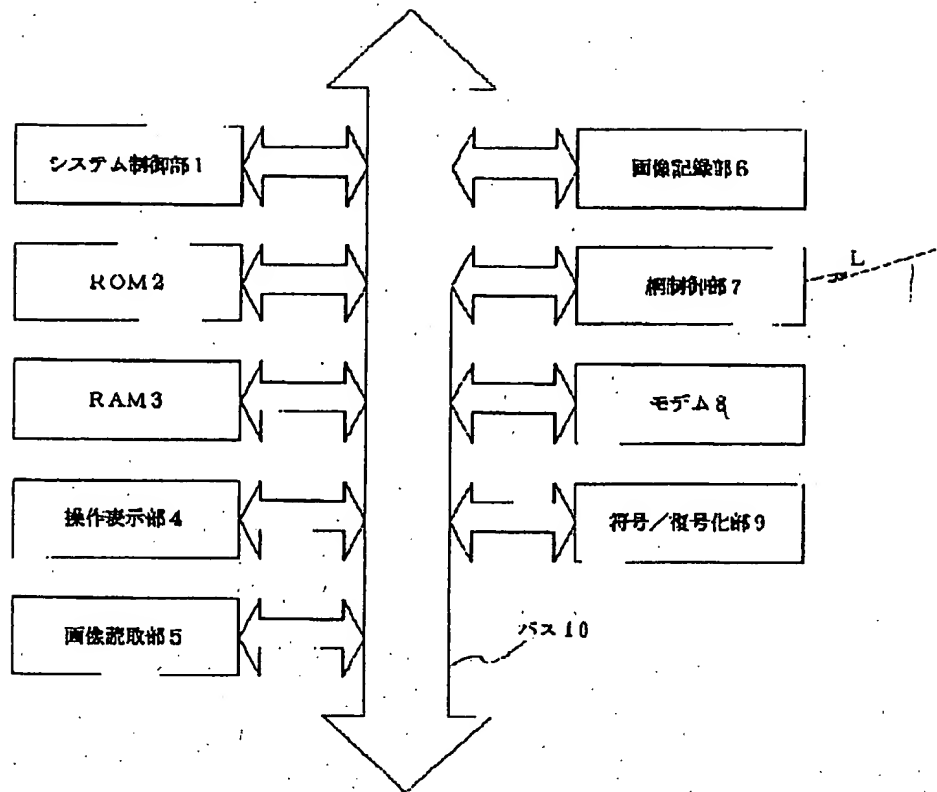 システム制御部1
ROM2
RAM3
操作表示部4
画像読取部5
画像記録部6
網制御部7
L
モデム8
符号／復号化部9
バス10